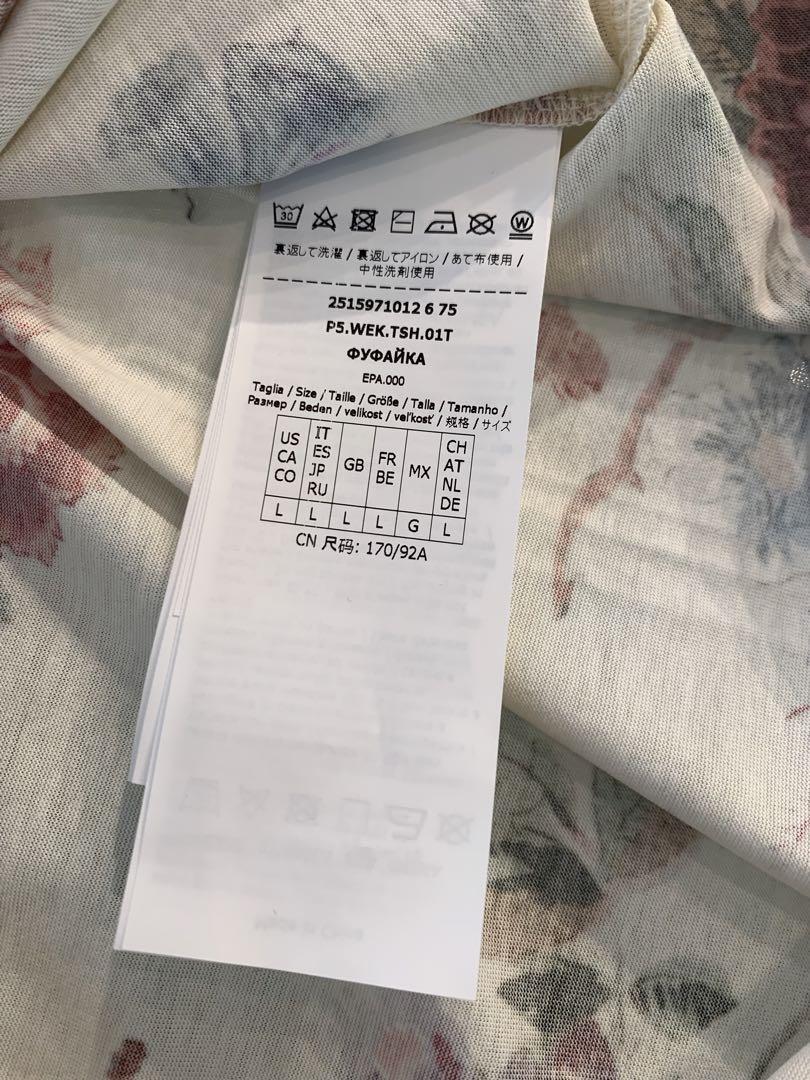 30
W
裏返して洗濯 / 裏返してアイロン / あて布使用 /
中性洗剤使用
2515971012 6 75
P5.WEK.TSH.01T
ФУФАЙКА
EPA.000
Taglia / Size / Taille / Größe / Talla / Tamanho /
Размер / Beden / velikost / veľkosť / 规格 / サイズ
US CA CO
IT ES JP RU
GB
FR BE
MX
CH AT NL DE
L L L L G L
CN 尺码: 170/92A
Made in China